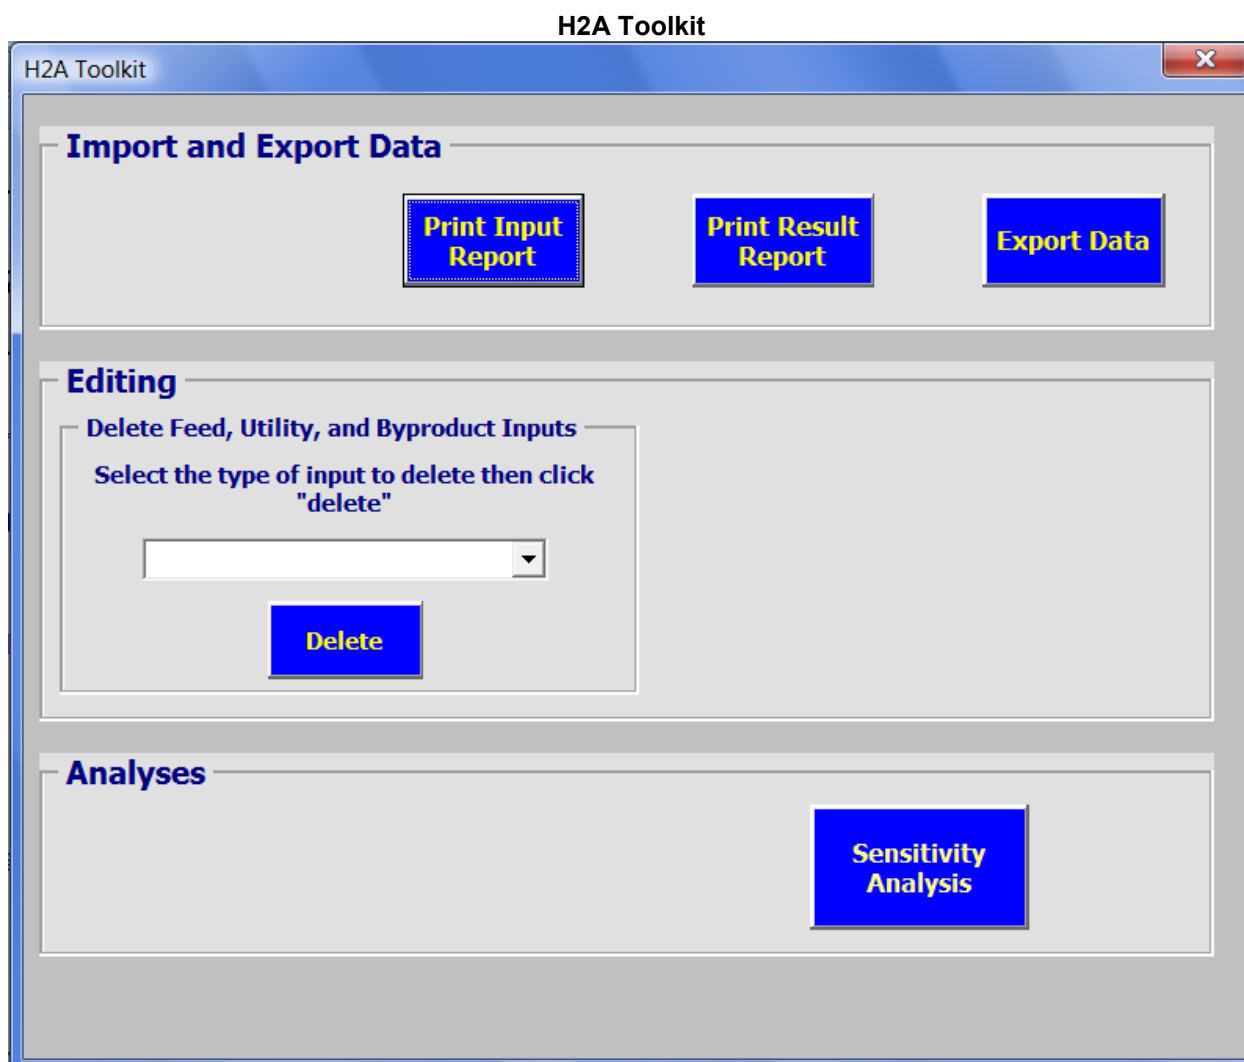 H2A Toolkit
H2A Toolkit
Import and Export Data
Print Input
Report
Print Result
Report
Export Data
Editing
Delete Feed, Utility, and Byproduct Inputs
Select the type of input to delete then click
"delete"
Delete
Analyses
Sensitivity
Analysis